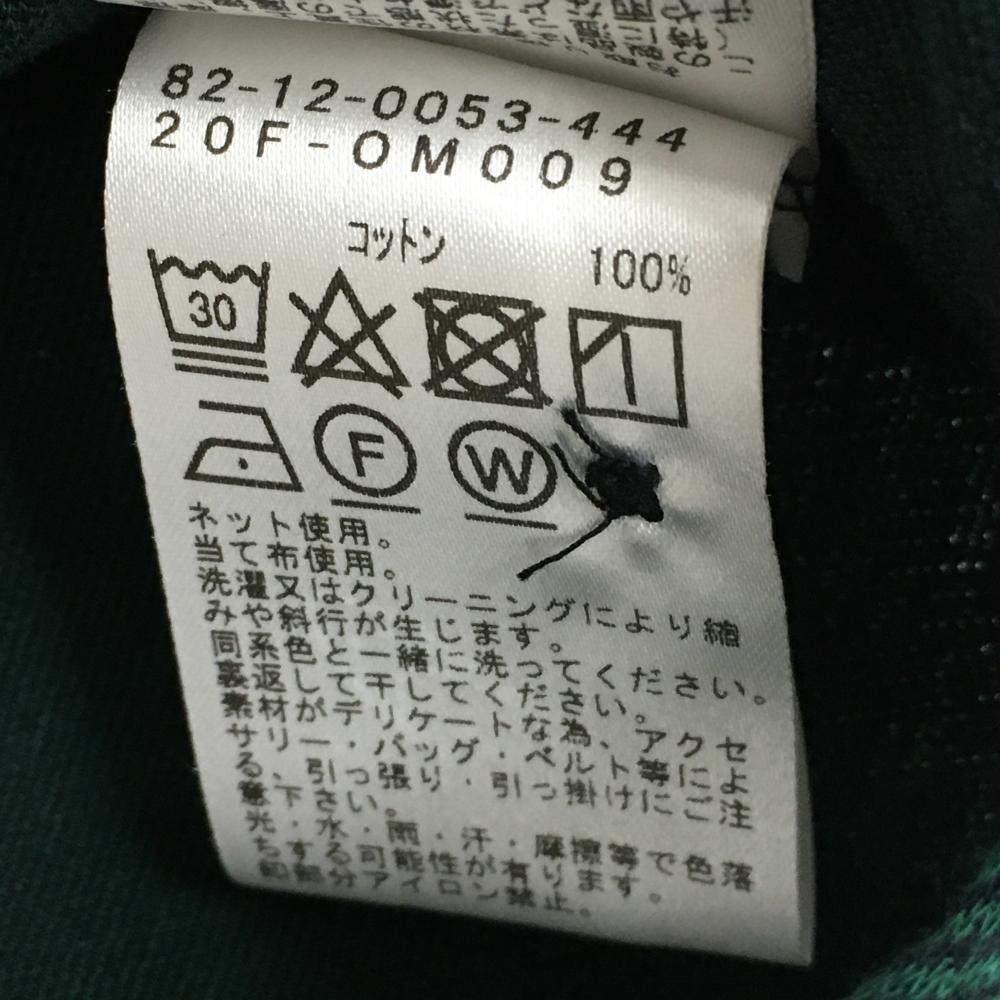 82-12-0053-444
20F-OM009
コットン 100%
30
F W
ネット使用。
当て布使用。
洗濯又はクリーニングにより縮
みや斜行が生じます。
同系色と一緒に洗ってください。
裏返して干してください。
素材がデリケートな為、アクセ
サリー・バッグ・ベルト等によ
る、引っ張り・引っ掛けにご注
意下さい。
光・水・雨・汗・摩擦等で色落
ちする可能性が有ります。
釦部分アイロン禁止。